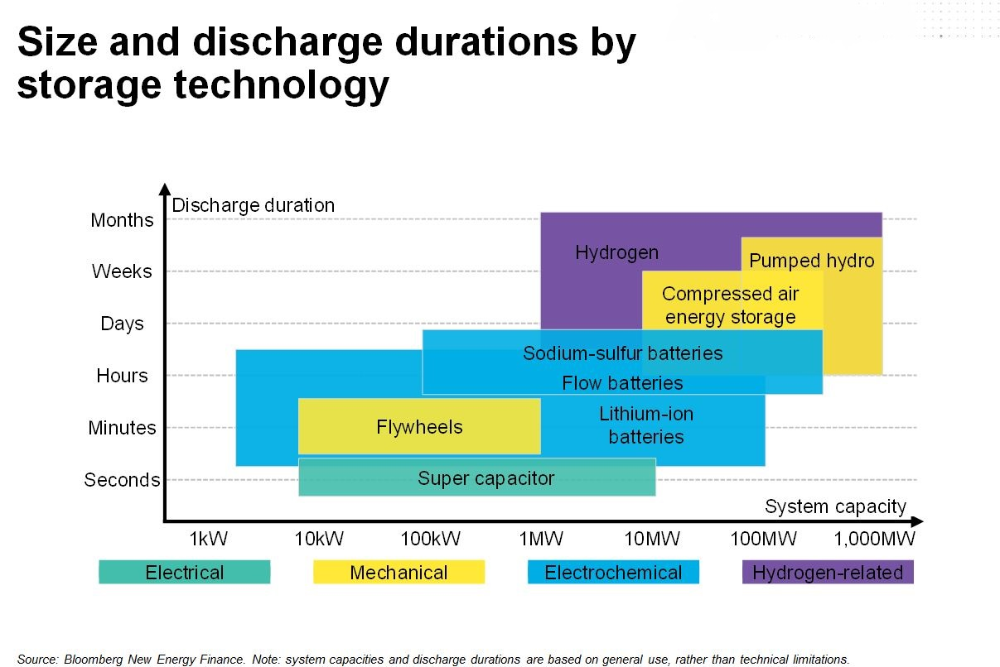 Size and discharge durations by
storage technology
Discharge duration
Months
Weeks
Days
Hours
Minutes
Seconds
Hydrogen
Pumped hydro
Compressed air
energy storage
Sodium-sulfur batteries
Flow batteries
Lithium-ion
batteries
Flywheels
Super capacitor
System capacity
1kW 10kW 100kW 1MW 10MW 100MW 1,000MW
Electrical Mechanical Electrochemical Hydrogen-related
Source: Bloomberg New Energy Finance. Note: system capacities and discharge durations are based on general use, rather than technical limitations.